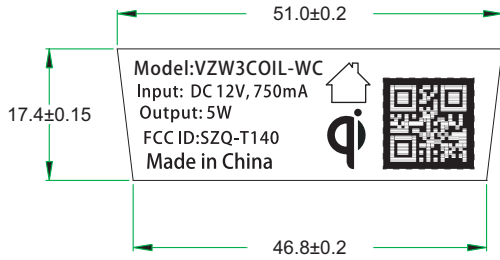 51.0±0.2
17.4±0.15
Model:VZW3COIL-WC
Input: DC 12V, 750mA
Output: 5W
FCC ID:SZQ-T140
Made in China
qi
46.8±0.2